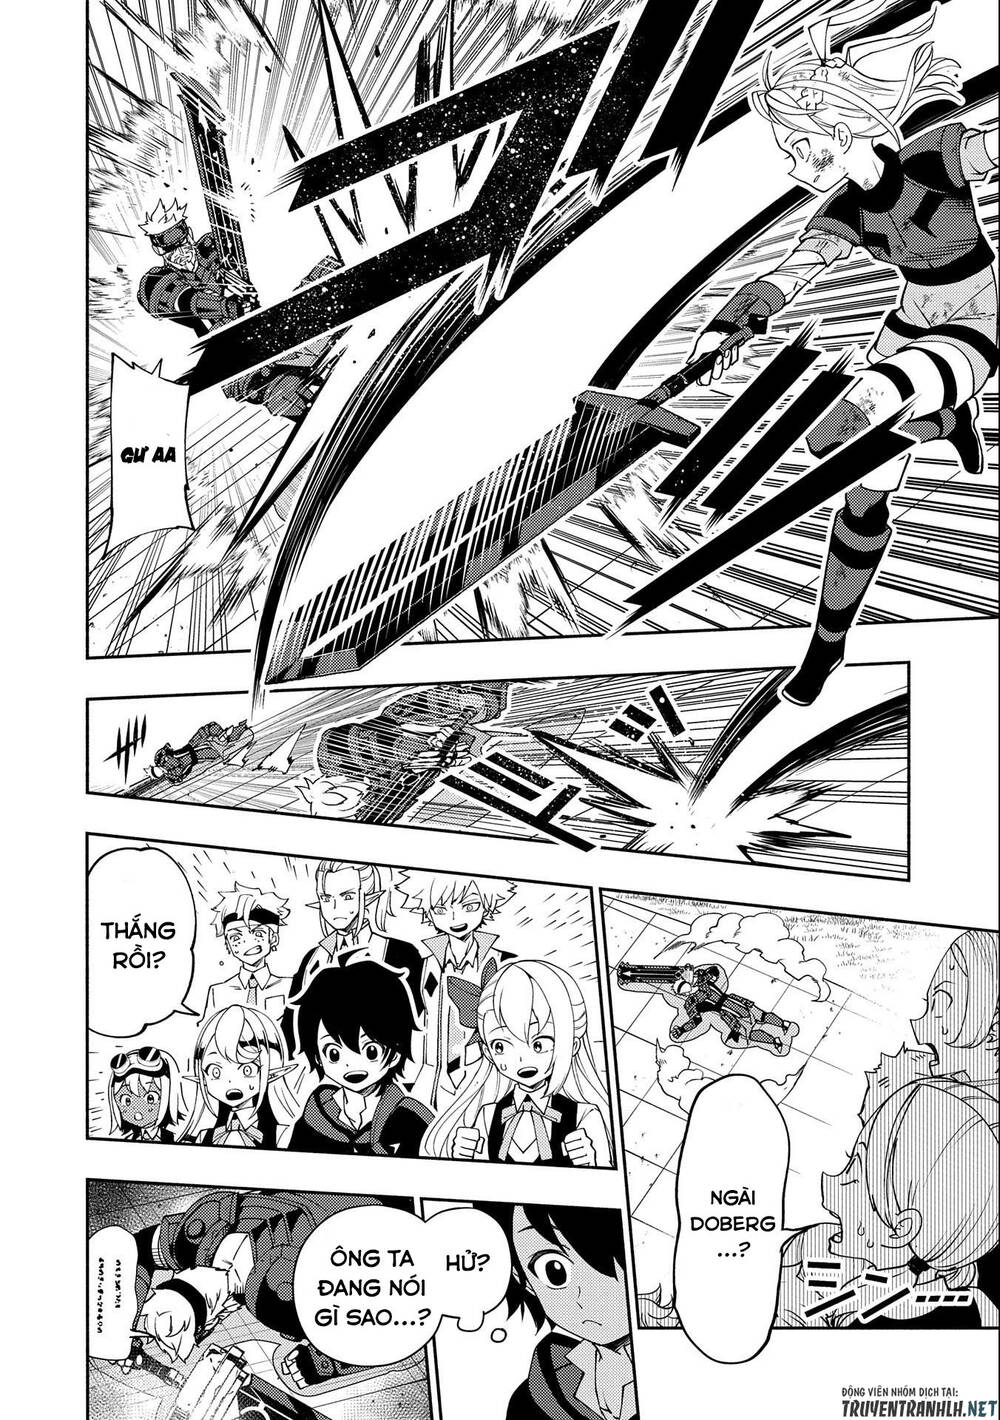 GƯ AA
THẮNG
RỒI?
NGÀI
DOBERG
...?
HỬ?
ÔNG TA
ĐANG NÓI
GÌ SAO...?
ĐỘNG VIÊN NHÓM DỊCH TẠI:
TRUYENTRANHLH.NET